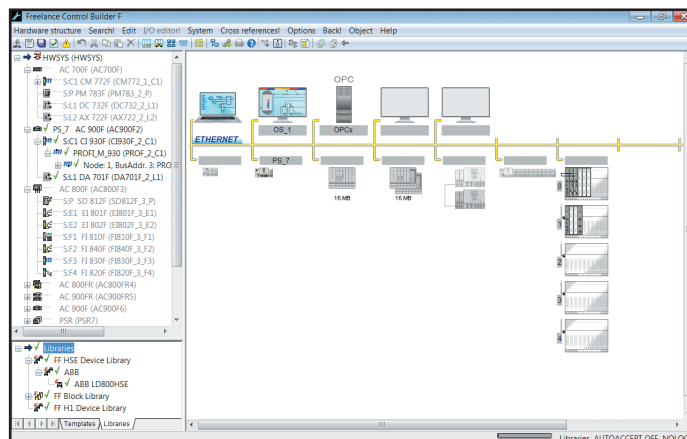 Freelance Control Builder F
Hardware structure Search! Edit I/O editor! System Cross references! Options Back! Object Help
HWSYS (HWSYS)
AC 700F (AC700F)
S:C1 CM 772F (CM772_1_C1)
S:P PM 783F (PM783_2_P)
S:L1 DC 732F (DC732_2_L1)
S:L2 AX 722F (AX722_2_L2)
PS_7 AC 900F (AC900F2)
S:C1 CI 930F (CI930F_2_C1)
PROFI_M_930 (PROF_2_C1)
Node: 1, BusAddr. 3: PRO
S:L1 DA 701F (DA701F_2_L1)
AC 800F (AC800F3)
S:P SD 812F (SD812F_3_P)
S:E1 EI 801F (EI801F_3_E1)
S:E2 EI 802F (EI802F_3_E2)
S:F1 FI 810F (FI810F_3_F1)
S:F2 FI 840F (FI840F_3_F2)
S:F3 FI 830F (FI830F_3_F3)
S:F4 FI 820F (FI820F_3_F4)
AC 800FR (AC800FR4)
AC 900FR (AC900FR5)
AC 900F (AC900F6)
PSR (PSR7)
OPC
OS_1
OPCs
ETHERNET
PS_7
16 MB
16 MB
0
1
2
3
4
Libraries
FF HSE Device Library
ABB
ABB LD800HSE
FF Block Library
FF H1 Device Library
Templates Libraries
Libraries AUTOACCEPT OFF NOLOC